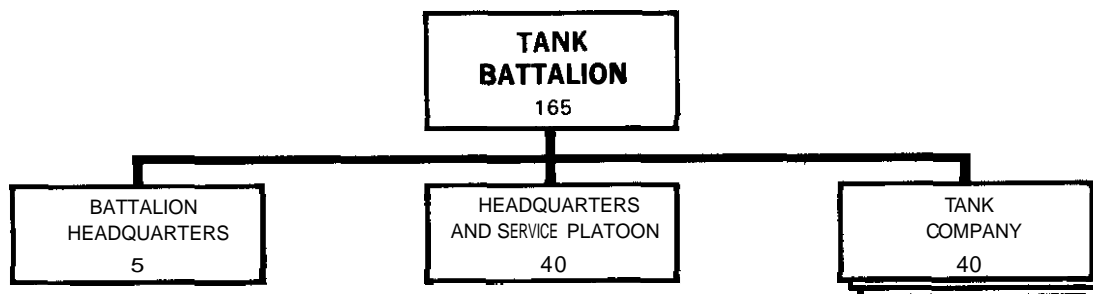 TANK
BATTALION
165
BATTALION
HEADQUARTERS
5
HEADQUARTERS
AND SERVICE PLATOON
40
TANK
COMPANY
40